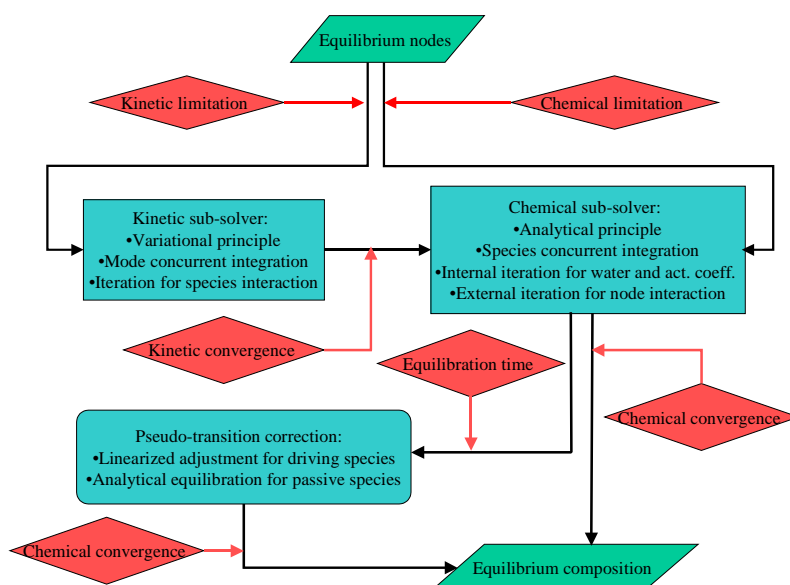 Equilibrium nodes
Kinetic limitation
Chemical limitation
Kinetic sub-solver:
•Variational principle
•Mode concurrent integration
•Iteration for species interaction
Chemical sub-solver:
•Analytical principle
•Species concurrent integration
•Internal iteration for water and act. coeff.
•External iteration for node interaction
Kinetic convergence
Equilibration time
Chemical convergence
Pseudo-transition correction:
•Linearized adjustment for driving species
•Analytical equilibration for passive species
Chemical convergence
Equilibrium composition